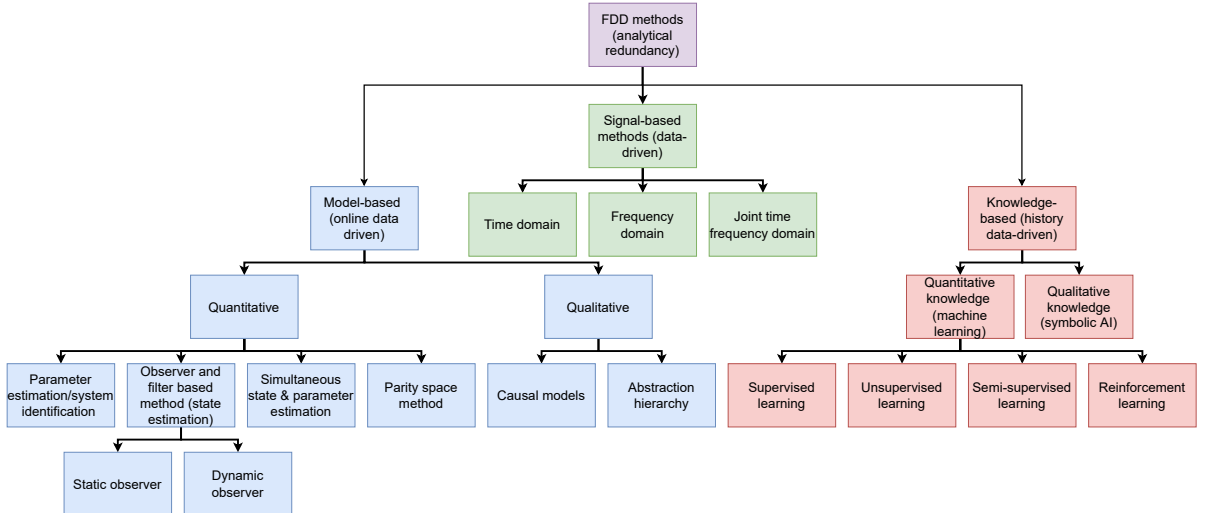 FDD methods
(analytical
redundancy)
Signal-based
methods (data-
driven)
Model-based
(online data
driven)
Time domain
Frequency
domain
Joint time
frequency domain
Knowledge-
based (history
data-driven)
Quantitative
Qualitative
Quantitative
knowledge
(machine
learning)
Qualitative
knowledge
(symbolic AI)
Parameter
estimation/system
identification
Observer and
filter based
method (state
estimation)
Simultaneous
state & parameter
estimation
Parity space
method
Causal models
Abstraction
hierarchy
Supervised
learning
Unsupervised
learning
Semi-supervised
learning
Reinforcement
learning
Static observer
Dynamic
observer